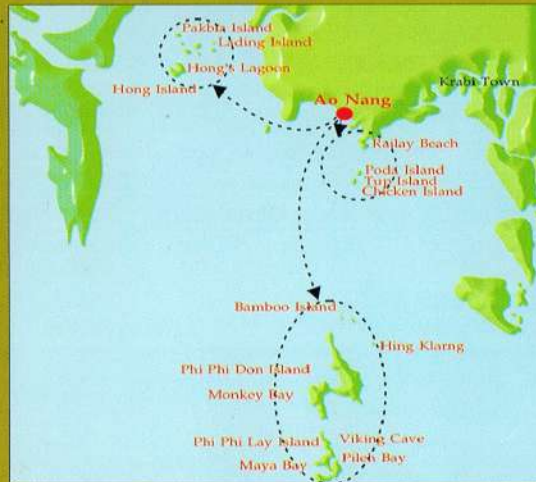 Pakbia Island
Lading Island
Hong's Lagoon
Hong Island
Krabi Town
Ao Nang
Railay Beach
Poda Island
Tup Island
Chicken Island
Bamboo Island
Hing Klarng
Phi Phi Don Island
Monkey Bay
Phi Phi Lay Island
Viking Cave
Maya Bay
Pileh Bay